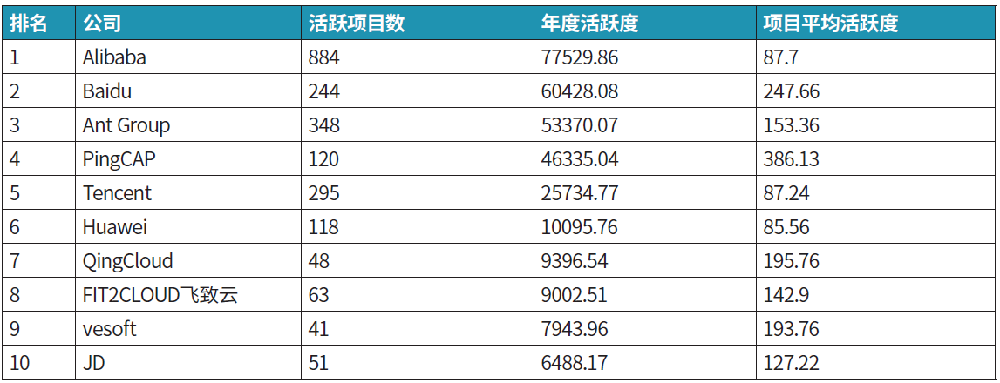 排名 公司 活跃项目数 年度活跃度 项目平均活跃度
1 Alibaba 884 77529.86 87.7
2 Baidu 244 60428.08 247.66
3 Ant Group 348 53370.07 153.36
4 PingCAP 120 46335.04 386.13
5 Tencent 295 25734.77 87.24
6 Huawei 118 10095.76 85.56
7 QingCloud 48 9396.54 195.76
8 FIT2CLOUD飞致云 63 9002.51 142.9
9 vesoft 41 7943.96 193.76
10 JD 51 6488.17 127.22